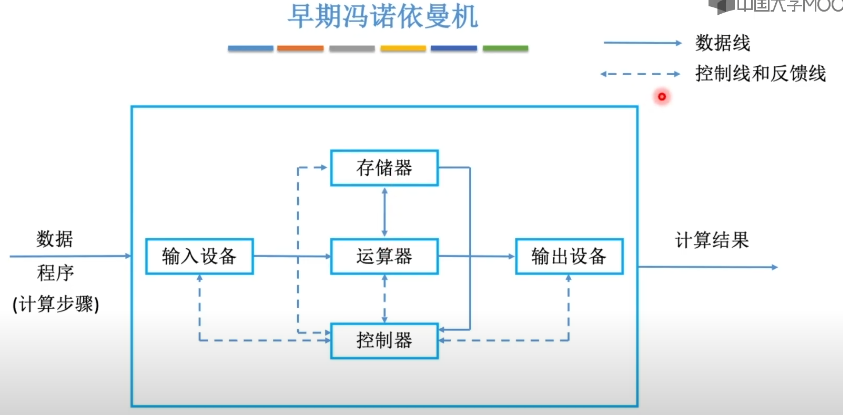 早期冯诺依曼机
中国大学MOO
数据线
控制线和反馈线
存储器
数据
程序
(计算步骤)
输入设备
运算器
输出设备
计算结果
控制器